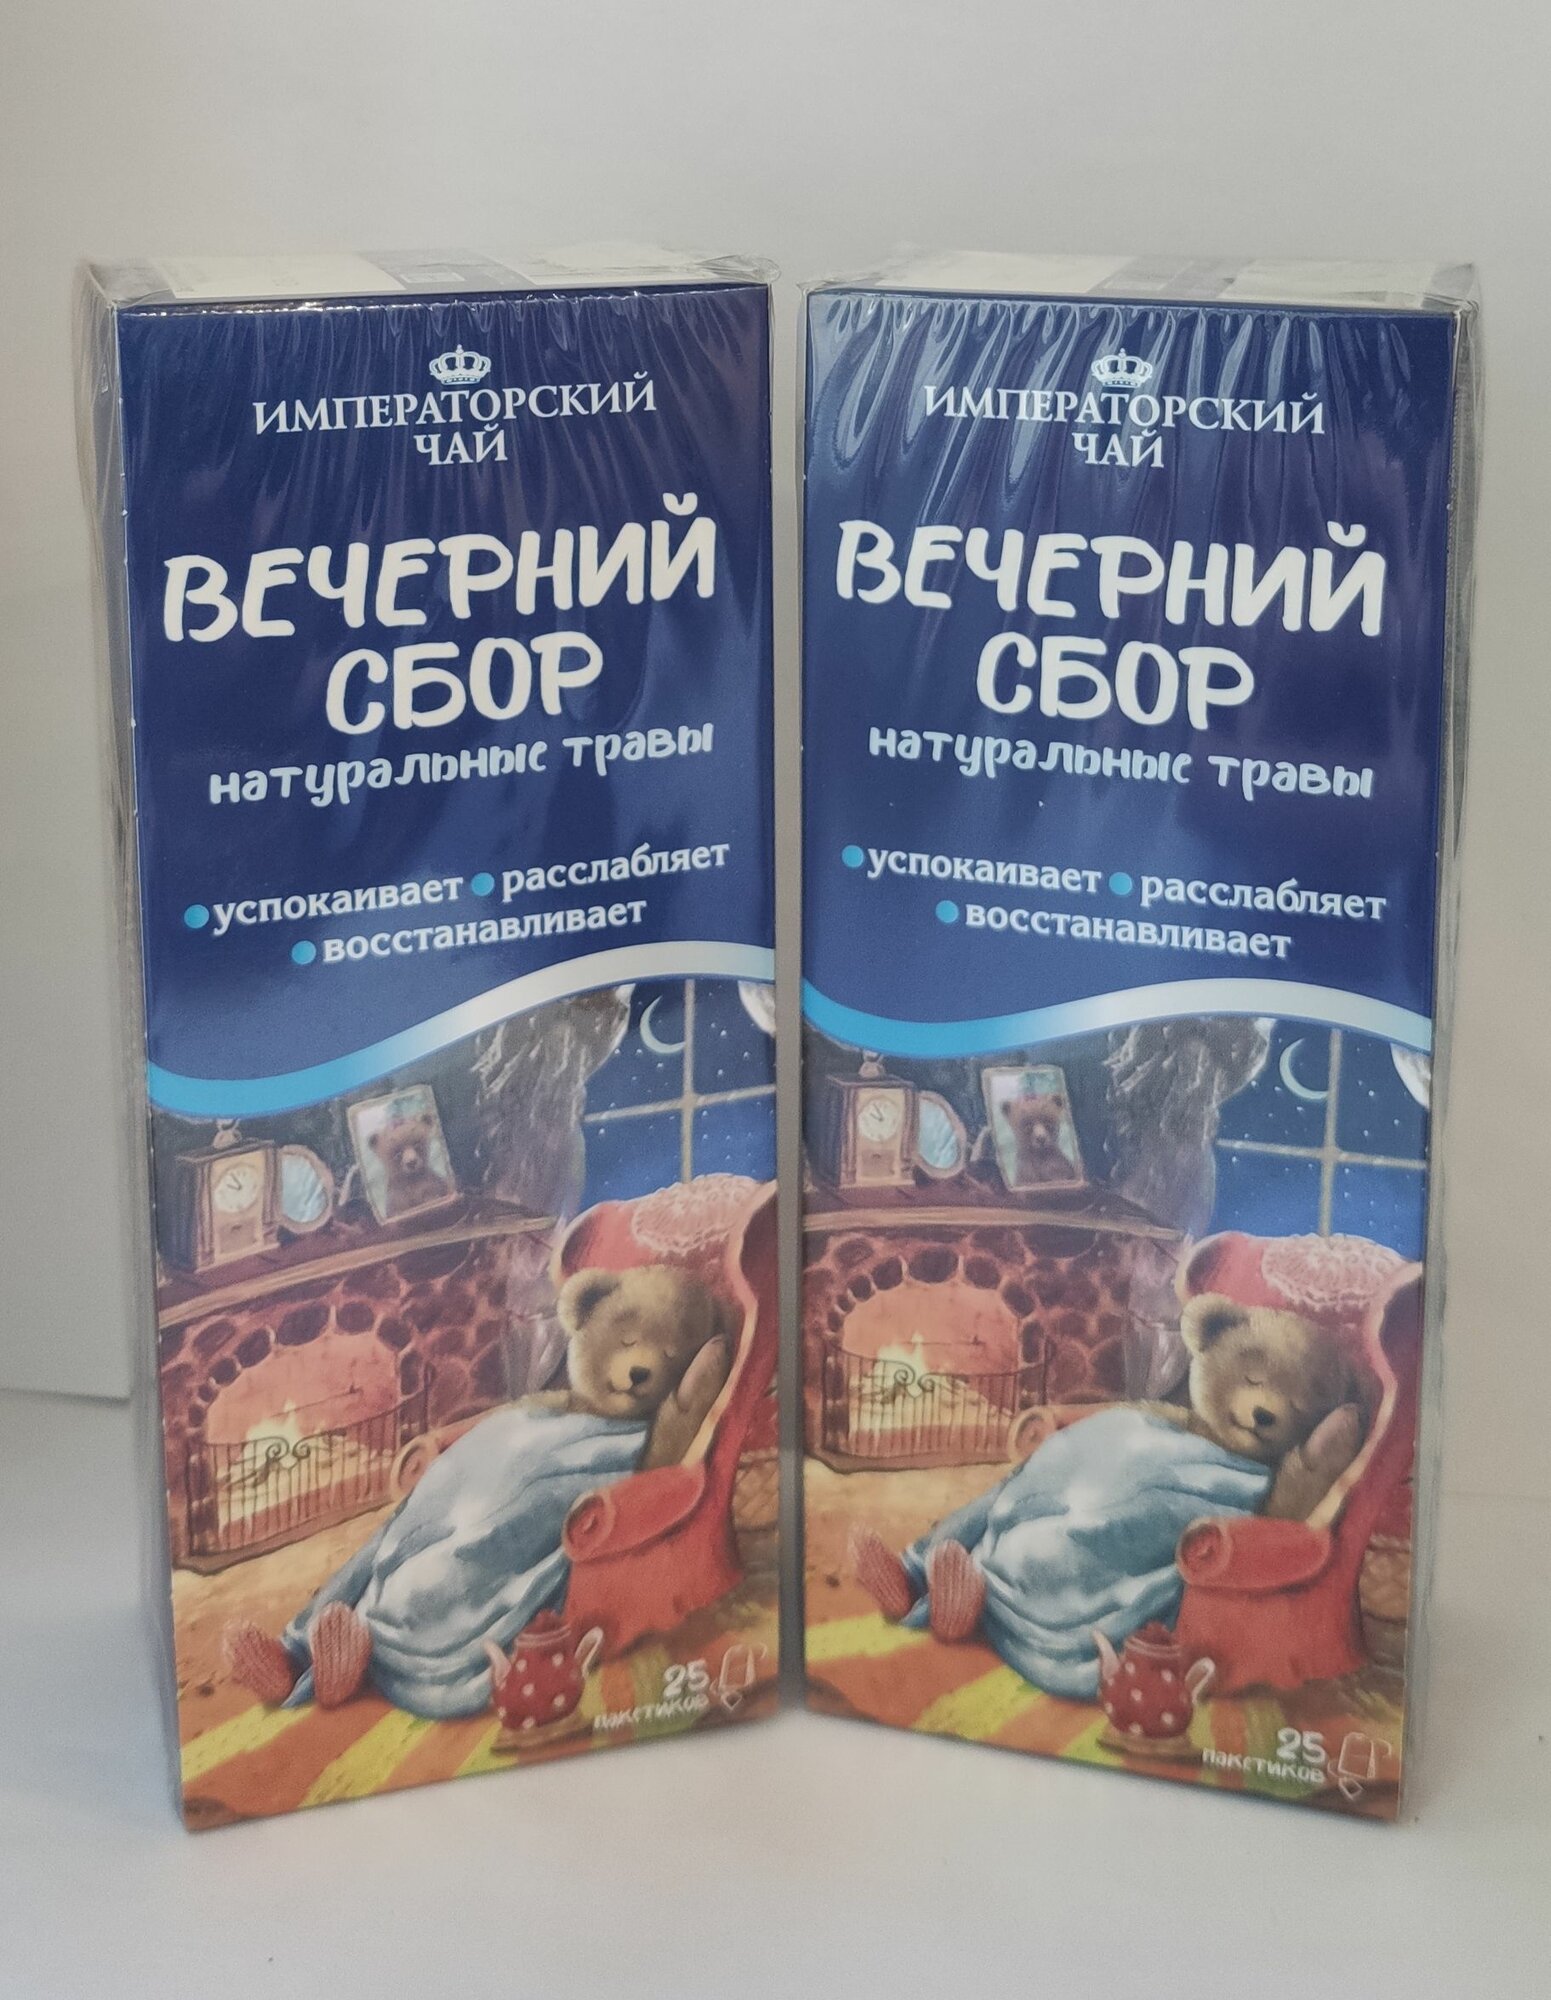 ИМПЕРАТОРСКИЙ
ЧАЙ
ВЕЧЕРНИЙ
СБОР
натуральные травы
успокаивает расслабляет
восстанавливает
25
пакетиков
ИМПЕРАТОРСКИЙ
ЧАЙ
ВЕЧЕРНИЙ
СБОР
натуральные травы
успокаивает расслабляет
восстанавливает
25
пакетиков